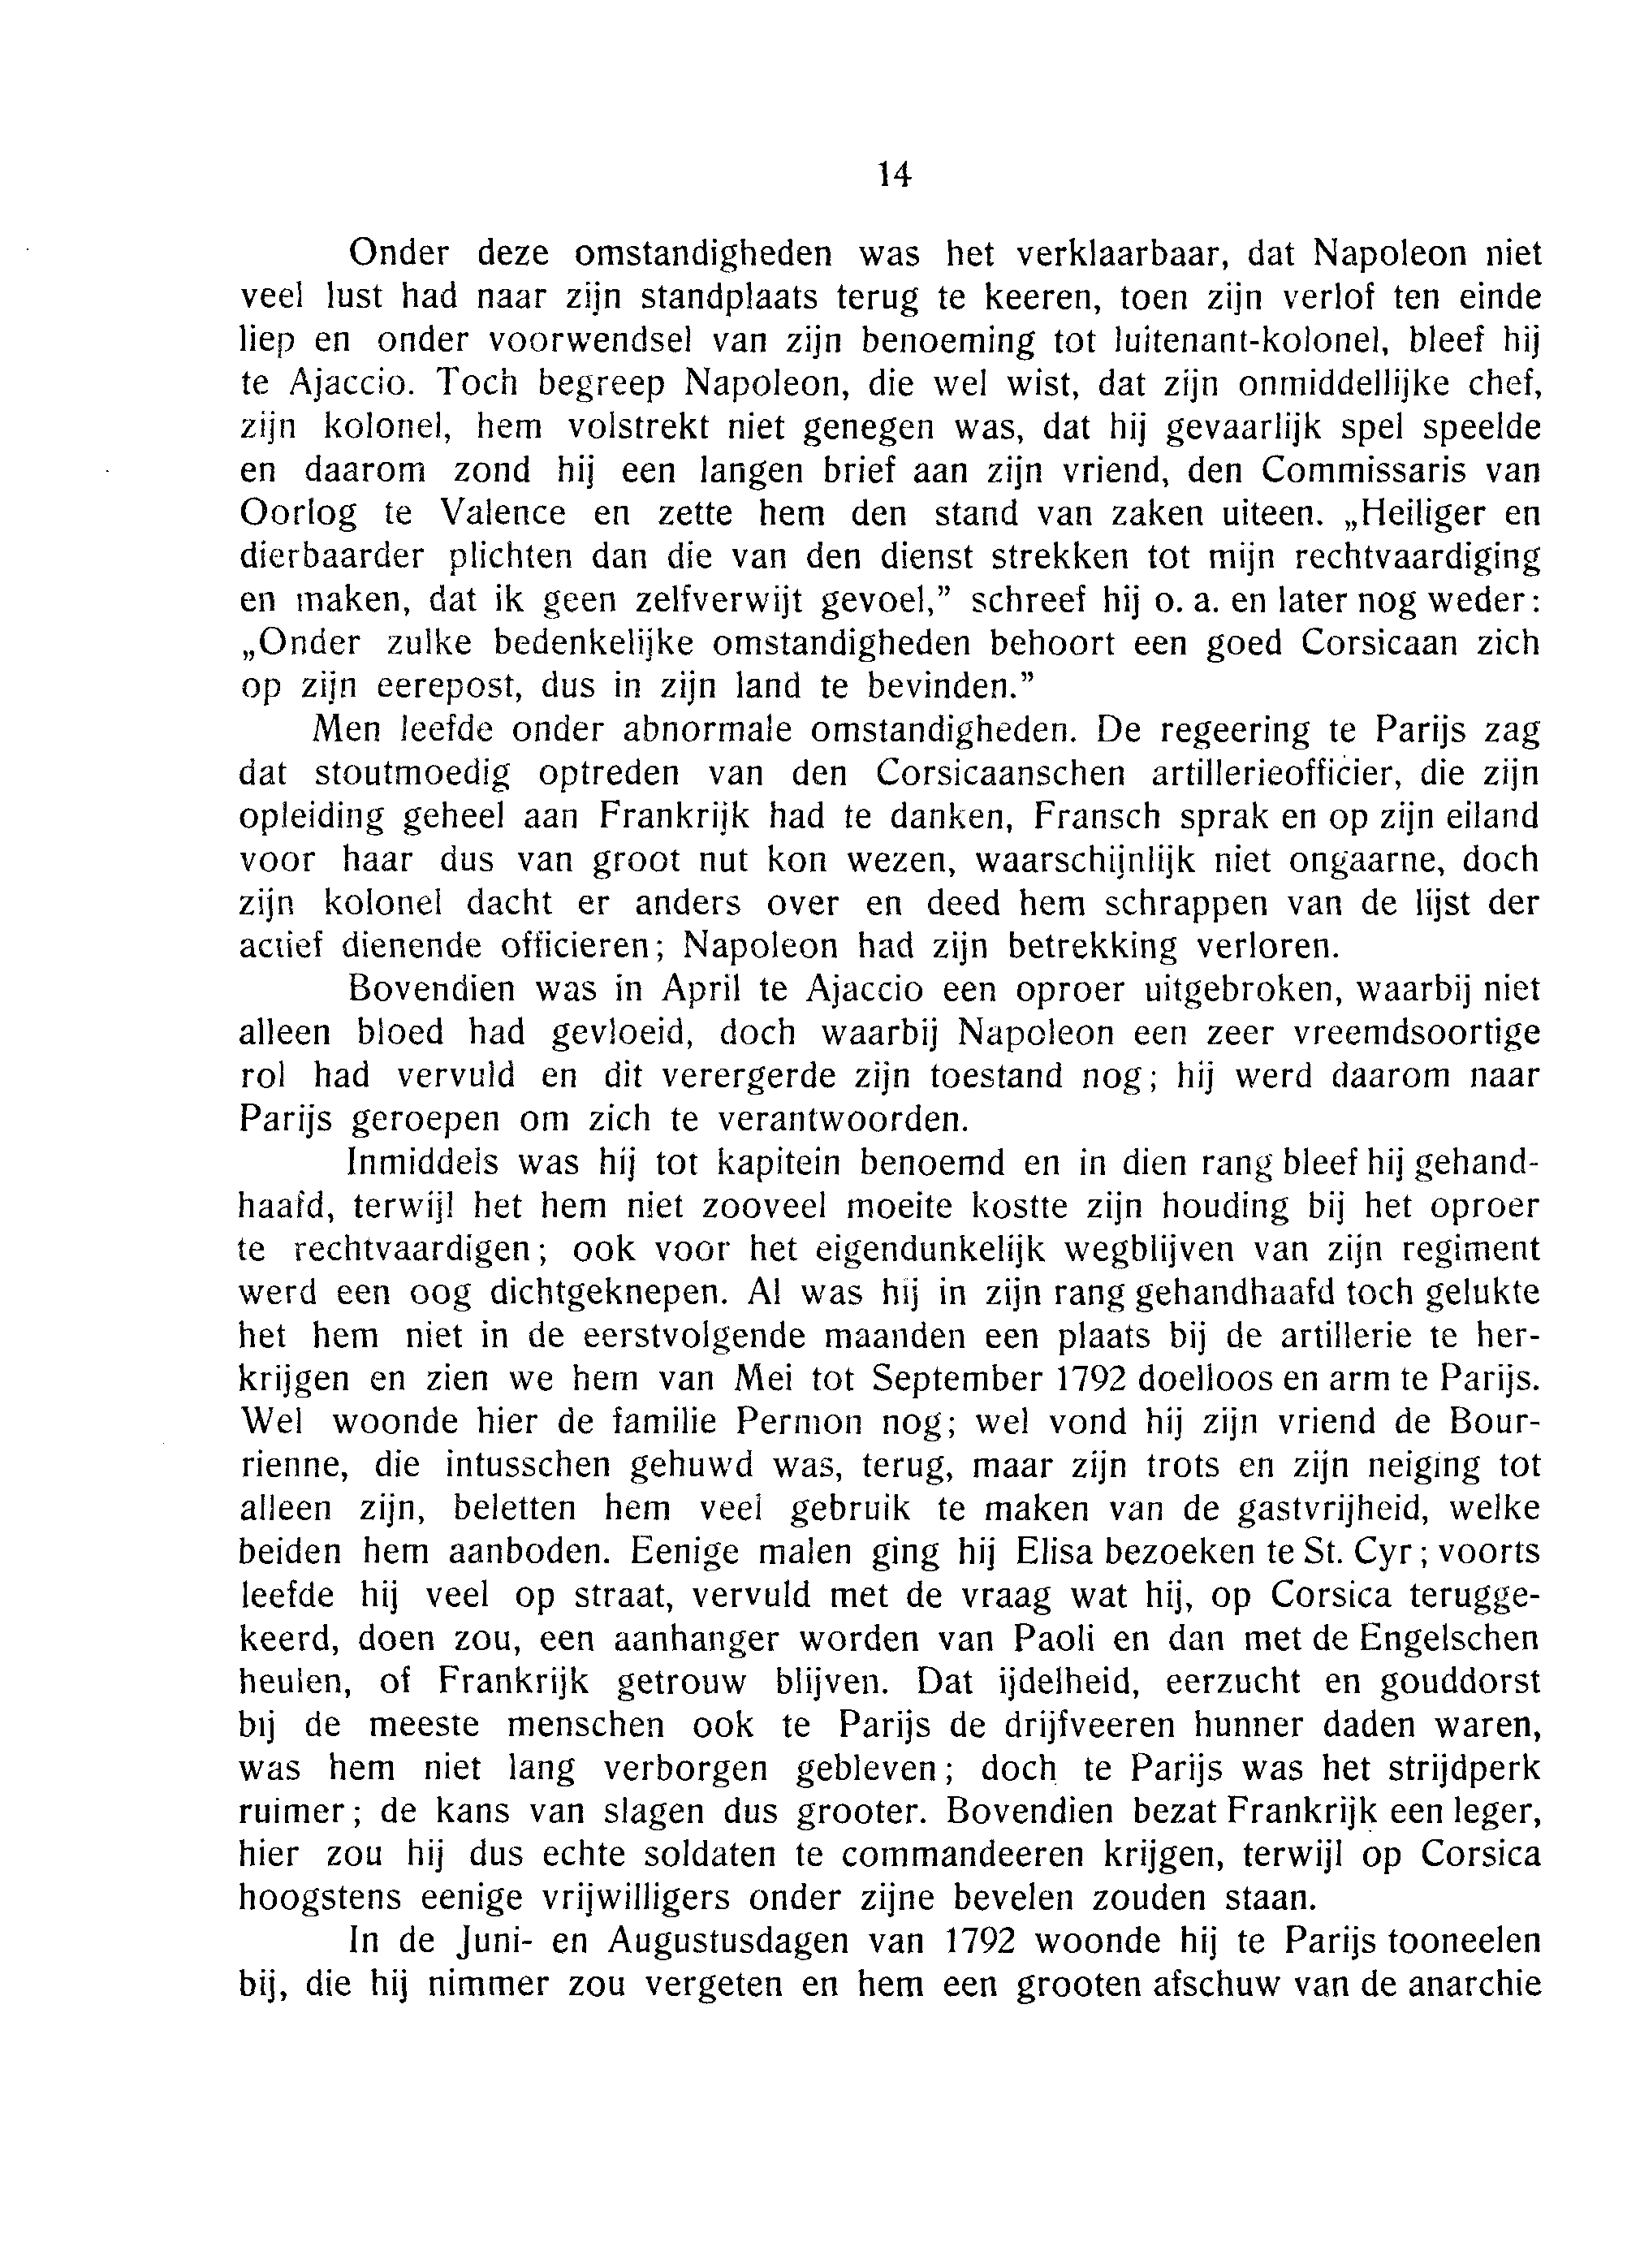 14
Onder deze omstandigheden was het verklaarbaar, dat Napoleon niet
veel lust had naar zijn standplaats terug te keeren, toen zijn verlof ten einde
liep en onder voorwendsel van zijn benoeming tot luitenant-kolonel, bleef hij
te Ajaccio. Toch begreep Napoleon, die wel wist, dat zijn onmiddellijke chef,
zijn kolonel, hem volstrekt niet genegen was, dat hij gevaarlijk spel speelde
en daarom zond hij een langen brief aan zijn vriend, den Commissaris van
Oorlog te Valence en zette hem den stand van zaken uiteen. „Heiliger en
dierbaarder plichten dan die van den dienst strekken tot mijn rechtvaardiging
en maken, dat ik geen zelfverwijt gevoel,” schreef hij o. a. en later nog weder:
„Onder zulke bedenkelijke omstandigheden behoort een goed Corsicaan zich
op zijn eerepost, dus in zijn land te bevinden.”
Men leefde onder abnormale omstandigheden. De regeering te Parijs zag
dat stoutmoedig optreden van den Corsicaanschen artillerieofficier, die zijn
opleiding geheel aan Frankrijk had te danken, Fransch sprak en op zijn eiland
voor haar dus van groot nut kon wezen, waarschijnlijk niet ongaarne, doch
zijn kolonel dacht er anders over en deed hem schrappen van de lijst der
actief dienende officieren; Napoleon had zijn betrekking verloren.
Bovendien was in April te Ajaccio een oproer uitgebroken, waarbij niet
alleen bloed had gevloeid, doch waarbij Napoleon een zeer vreemdsoortige
rol had vervuld en dit verergerde zijn toestand nog; hij werd daarom naar
Parijs geroepen om zich te verantwoorden.
Inmiddels was hij tot kapitein benoemd en in dien rang bleef hij gehand-
haafd, terwijl het hem niet zooveel moeite kostte zijn houding bij het oproer
te rechtvaardigen; ook voor het eigendunkelijk wegblijven van zijn regiment
werd een oog dichtgeknepen. Al was hij in zijn rang gehandhaafd toch gelukte
het hem niet in de eerstvolgende maanden een plaats bij de artillerie te her-
krijgen en zien we hem van Mei tot September 1792 doelloos en arm te Parijs.
Wel woonde hier de familie Permon nog; wel vond hij zijn vriend de Bour-
rienne, die intusschen gehuwd was, terug, maar zijn trots en zijn neiging tot
alleen zijn, beletten hem veel gebruik te maken van de gastvrijheid, welke
beiden hem aanboden. Eenige malen ging hij Elisa bezoeken te St. Cyr; voorts
leefde hij veel op straat, vervuld met de vraag wat hij, op Corsica terugge-
keerd, doen zou, een aanhanger worden van Paoli en dan met de Engelschen
heulen, of Frankrijk getrouw blijven. Dat ijdelheid, eerzucht en gouddorst
bij de meeste menschen ook te Parijs de drijfveeren hunner daden waren,
was hem niet lang verborgen gebleven; doch te Parijs was het strijdperk
ruimer; de kans van slagen dus grooter. Bovendien bezat Frankrijk een leger,
hier zou hij dus echte soldaten te commandeeren krijgen, terwijl op Corsica
hoogstens eenige vrijwilligers onder zijne bevelen zouden staan.
In de Juni- en Augustusdagen van 1792 woonde hij te Parijs tooneelen
bij, die hij nimmer zou vergeten en hem een grooten afschuw van de anarchie